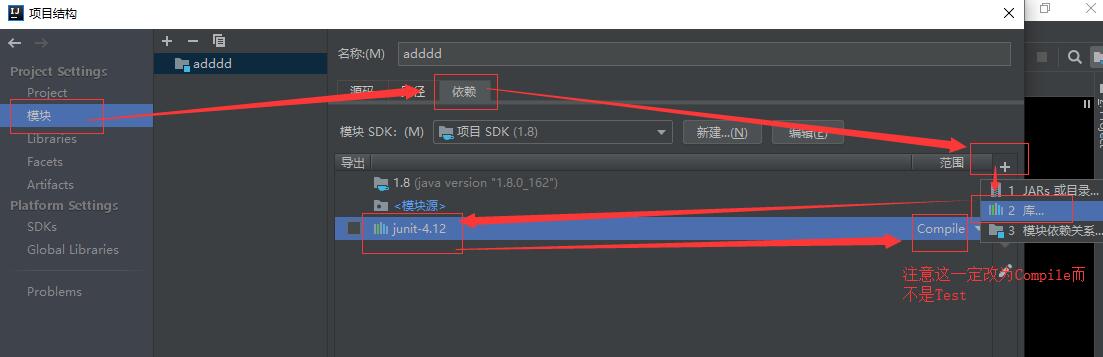 项目结构
Project Settings
Project
模块
Libraries
Facets
Artifacts
Platform Settings
SDKs
Global Libraries
Problems
adddd
名称:(M) adddd
源码 路径 依赖
模块 SDK: (M) 项目 SDK (1.8) 新建...(N) 编辑(E)
导出 范围
1.8 (java version "1.8.0_162")
<模块源>
junit-4.12 Compile
1 JARs 或目录...
2 库...
3 模块依赖关系...
注意这一定改为Compile而
不是Test